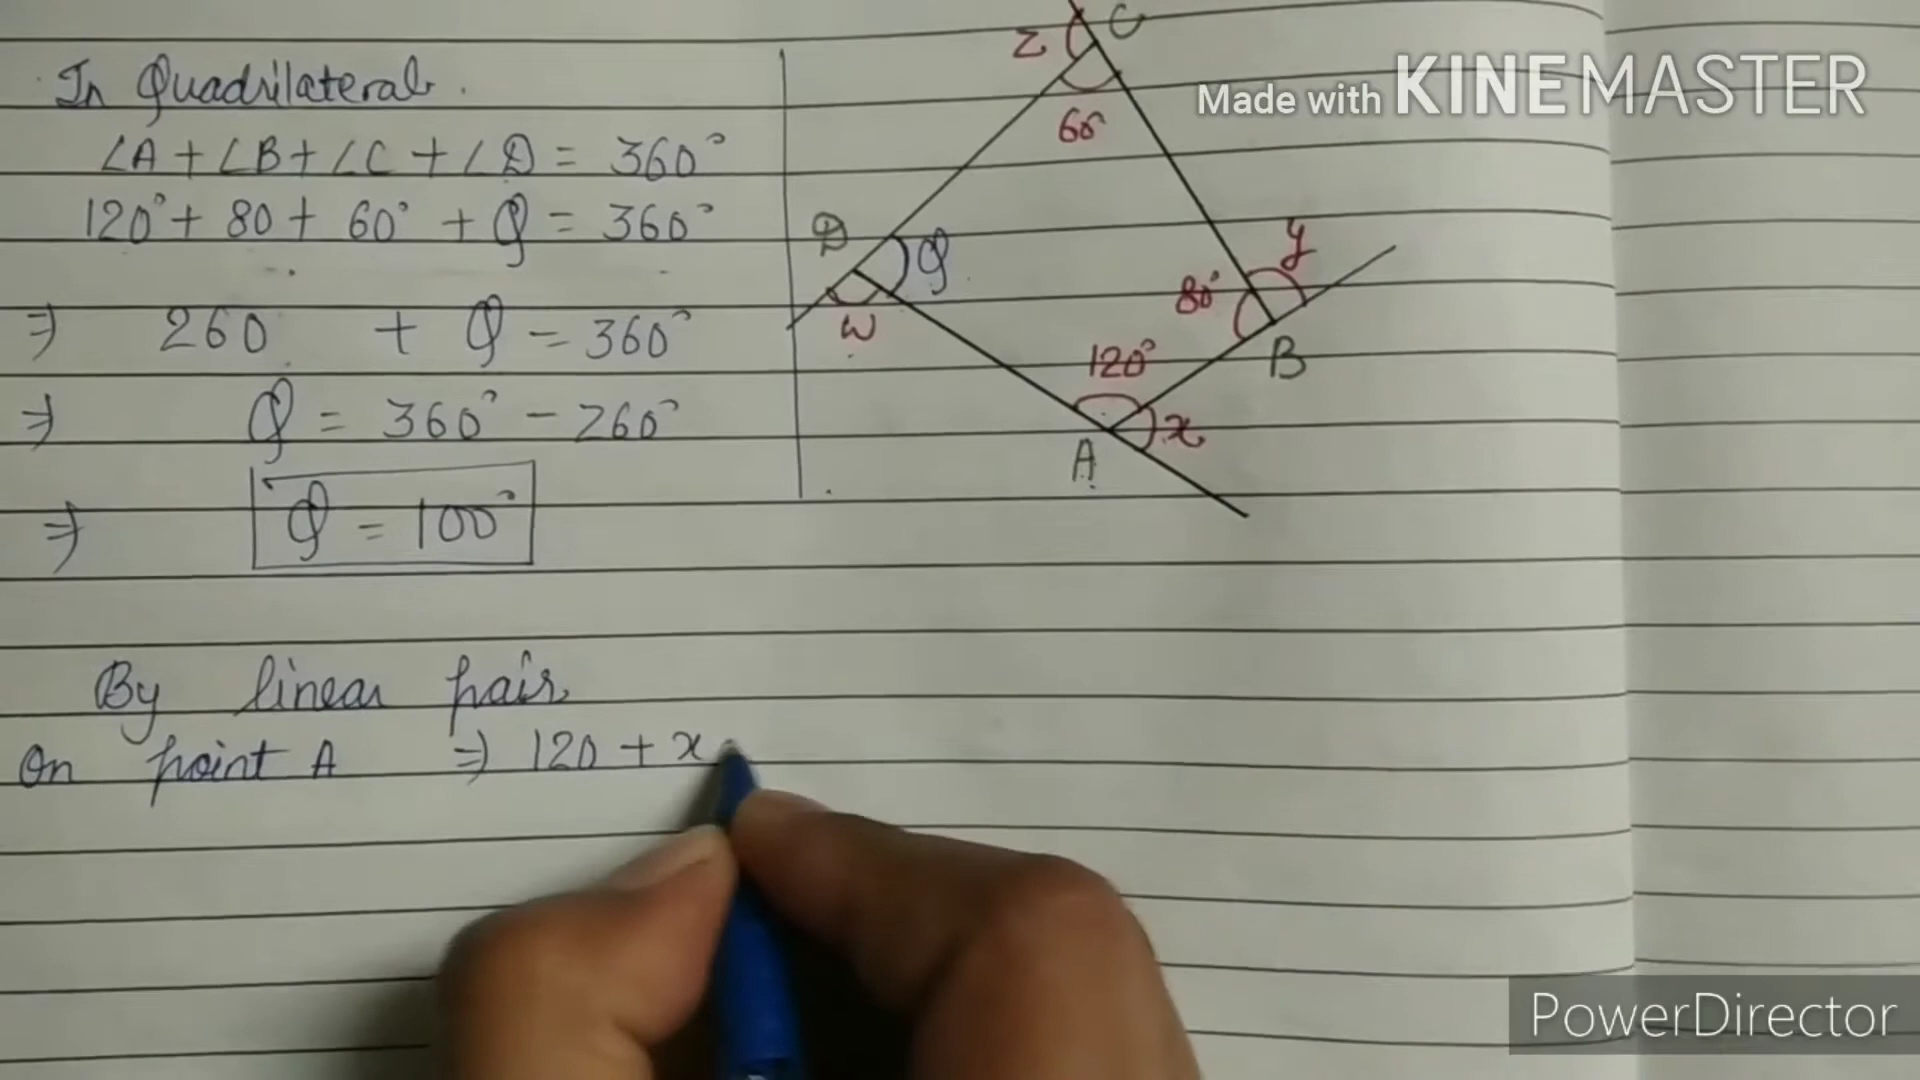 In Quadrilateral.
∠A + ∠B + ∠C + ∠D = 360°
120° + 80 + 60° + Q = 360°
⇒ 260 + Q = 360°
⇒ Q = 360° - 260°
⇒ Q = 100°
By linear pair
On point A ⇒ 120 + x
z C
60°
D Q
w
80° y
B
120°
A x
Made with KINEMASTER
PowerDirector